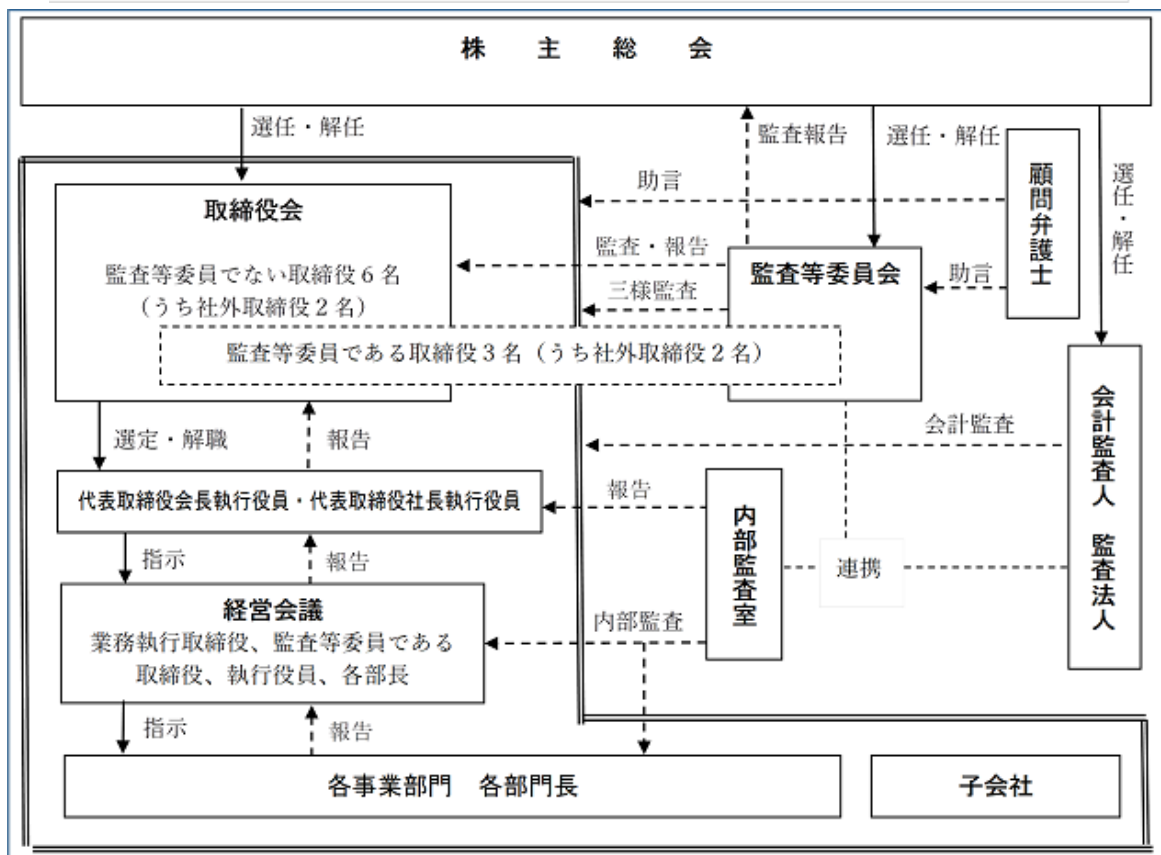 株主総会
選任・解任
監査報告
選任・解任
選任・解任
顧問弁護士
助言
取締役会
監査等委員でない取締役6名
（うち社外取締役2名）
監査・報告
三様監査
監査等委員会
助言
監査等委員である取締役3名（うち社外取締役2名）
選定・解職
報告
会計監査
会計監査人 監査法人
代表取締役会長執行役員・代表取締役社長執行役員
報告
内部監査室
連携
指示
報告
経営会議
業務執行取締役、監査等委員である
取締役、執行役員、各部長
内部監査
指示
報告
各事業部門 各部門長
子会社